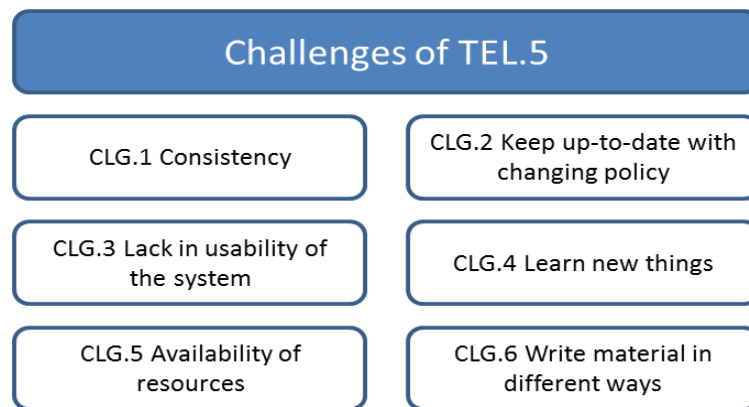 Challenges of TEL.5
CLG.1 Consistency
CLG.2 Keep up-to-date with
changing policy
CLG.3 Lack in usability of
the system
CLG.4 Learn new things
CLG.5 Availability of
resources
CLG.6 Write material in
different ways